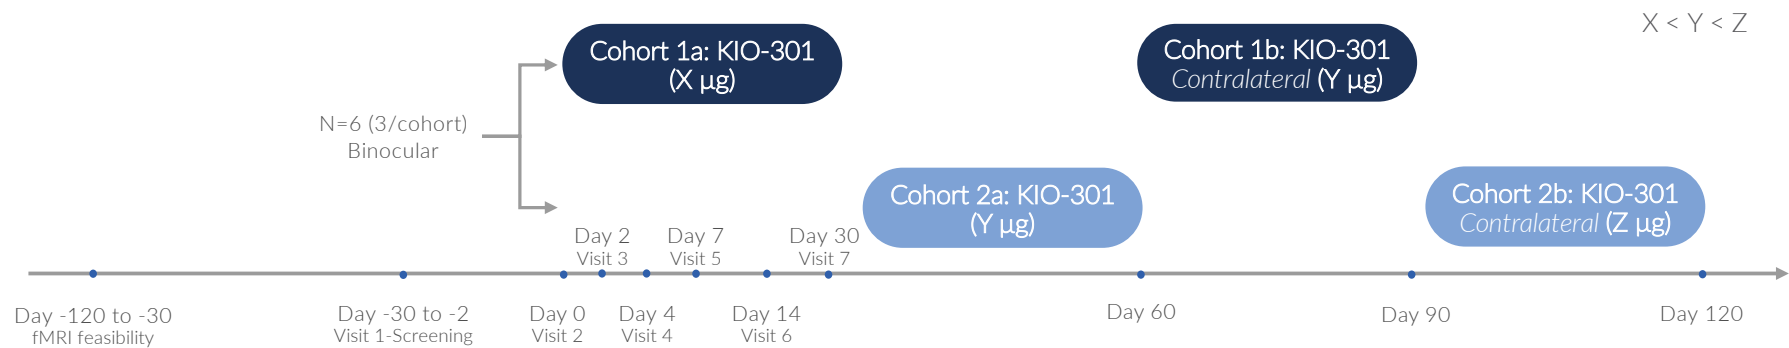 X < Y < Z
Cohort 1a: KIO-301
(X µg)
Cohort 1b: KIO-301
Contralateral (Y µg)
N=6 (3/cohort)
Binocular
Cohort 2a: KIO-301
(Y µg)
Cohort 2b: KIO-301
Contralateral (Z µg)
Day 2
Visit 3
Day 7
Visit 5
Day 30
Visit 7
Day -120 to -30
fMRI feasibility
Day -30 to -2
Visit 1-Screening
Day 0
Visit 2
Day 4
Visit 4
Day 14
Visit 6
Day 60
Day 90
Day 120